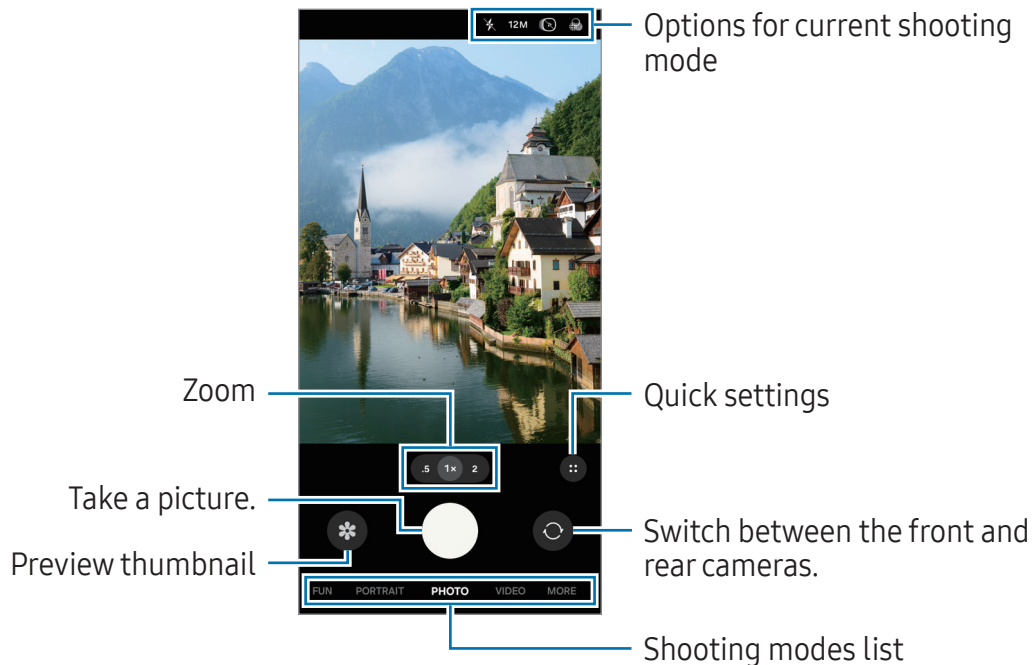 Options for current shooting
mode
12M
Zoom
Quick settings
.5 1× 2
Take a picture.
Switch between the front and
rear cameras.
Preview thumbnail
FUN PORTRAIT PHOTO VIDEO MORE
Shooting modes list